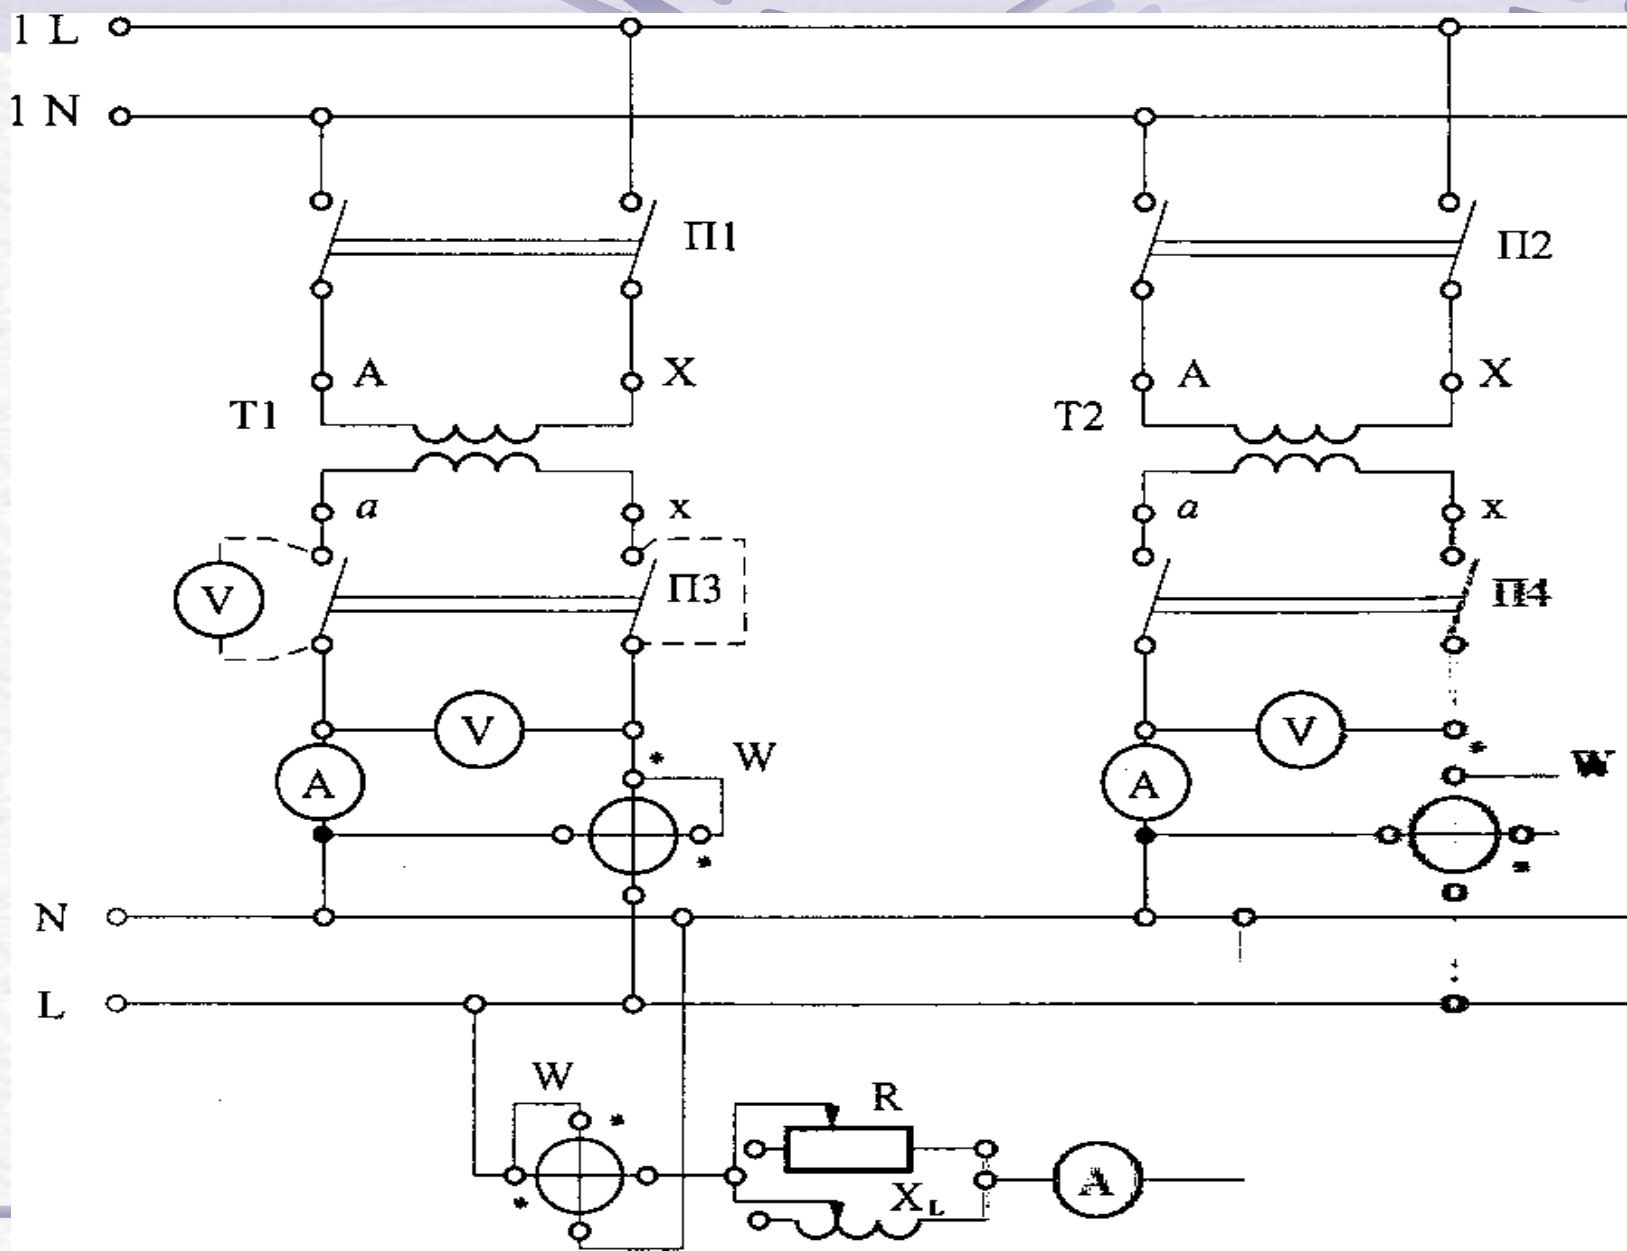 1 L
1 N
П1 П2
A X A X
T1 T2
a x a x
V П3 П4
V * W V * W
A A
* *
N
L
W R
*
* X_L A